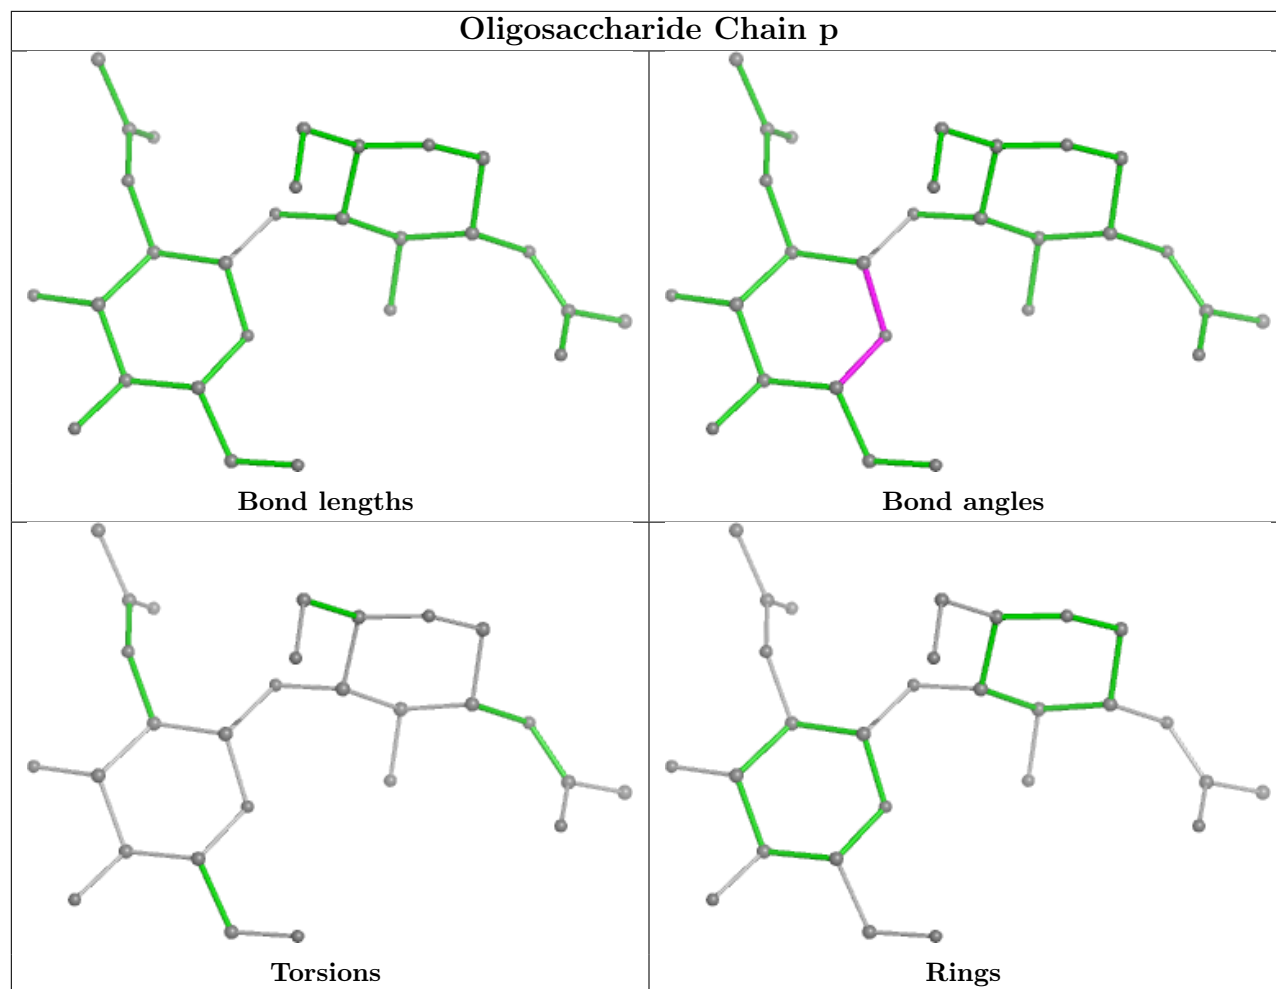 Oligosaccharide Chain p
Bond lengths
Bond angles
Torsions
Rings